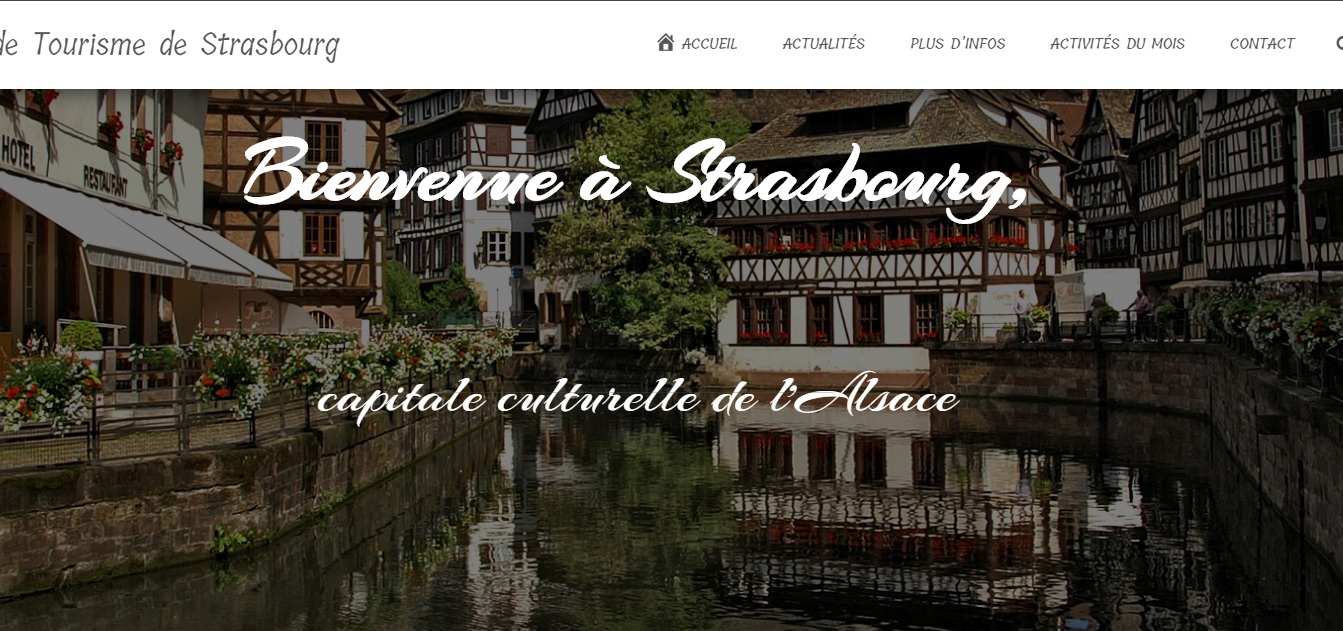 de Tourisme de Strasbourg
ACCUEIL ACTUALITÉS PLUS D'INFOS ACTIVITÉS DU MOIS CONTACT
HOTEL
RESTAURANT
Bienvenue à Strasbourg,
capitale culturelle de l'Alsace